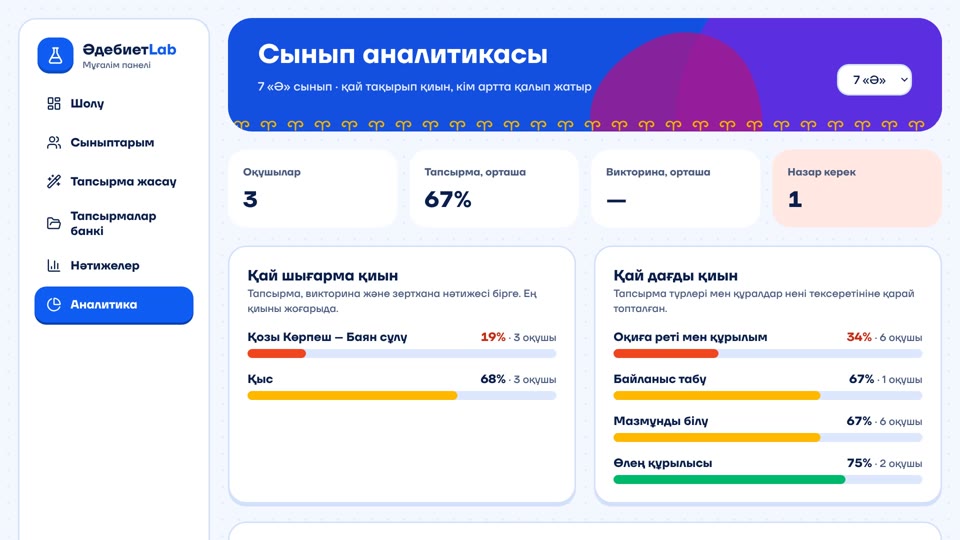 ӘдебиетLab
Мұғалім панелі
Шолу
Сыныптарым
Тапсырма жасау
Тапсырмалар
банкі
Нәтижелер
Аналитика
Сынып аналитикасы
7 «Ә» сынып · қай тақырып қиын, кім артта қалып жатыр
7 «Ә»
Оқушылар
3
Тапсырма, орташа
67%
Викторина, орташа
—
Назар керек
1
Қай шығарма қиын
Тапсырма, викторина және зертхана нәтижесі бірге. Ең
қиыны жоғарыда.
Қозы Көрпеш — Баян сұлу 19% · 3 оқушы
Қыс 68% · 3 оқушы
Қай дағды қиын
Тапсырма түрлері мен құралдар нені тексеретініне қарай
топталған.
Оқиға реті мен құрылым 34% · 6 оқушы
Байланыс табу 67% · 1 оқушы
Мазмұнды білу 67% · 6 оқушы
Өлең құрылысы 75% · 2 оқушы